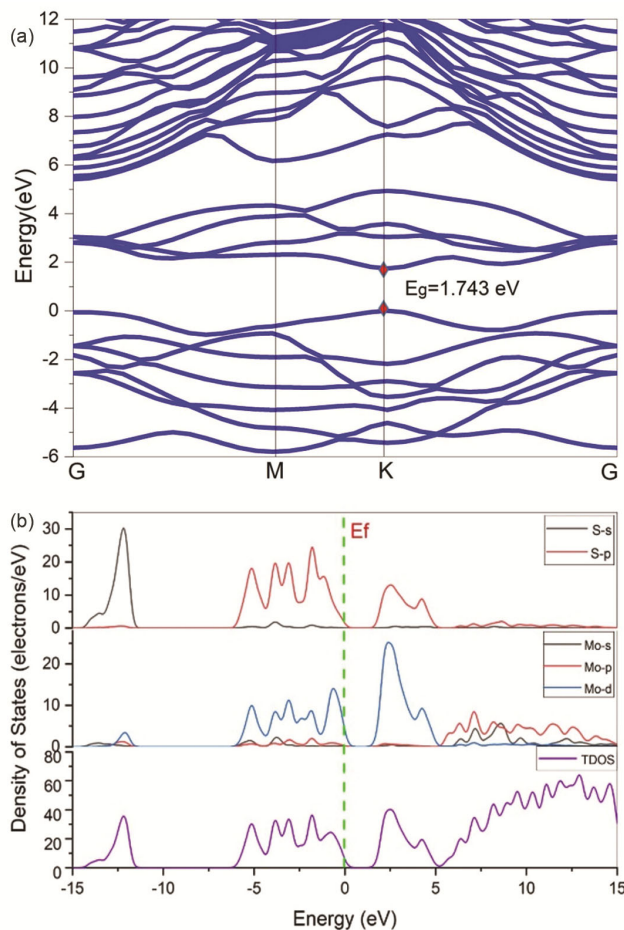 (a)
12
10
8
6
4
2
0
-2
-4
-6
Energy(eV)
Eg=1.743 eV
G M K G
(b)
Ef
S-s
S-p
30
20
10
0
Mo-s
Mo-p
Mo-d
20
10
0
TDOS
80
60
40
20
0
Density of States (electrons/eV)
-15 -10 -5 0 5 10 15
Energy (eV)